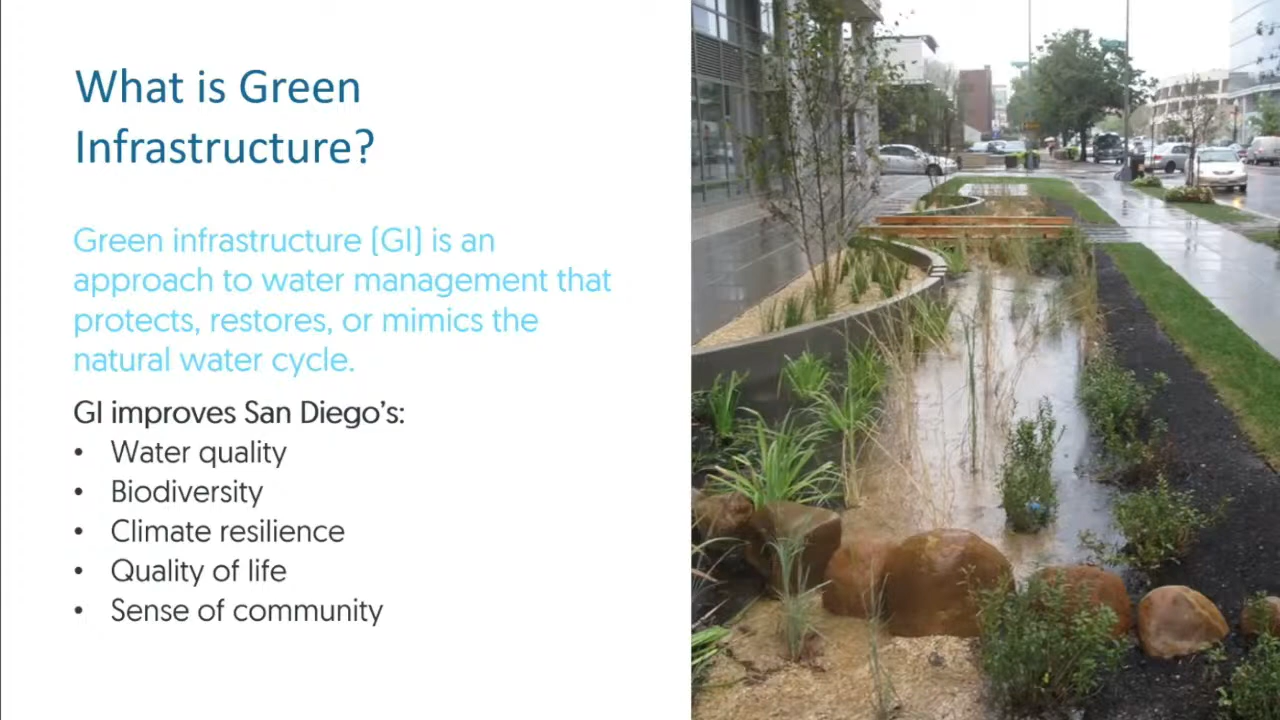 What is Green
Infrastructure?
Green infrastructure (GI) is an
approach to water management that
protects, restores, or mimics the
natural water cycle.
GI improves San Diego's:
• Water quality
• Biodiversity
• Climate resilience
• Quality of life
• Sense of community